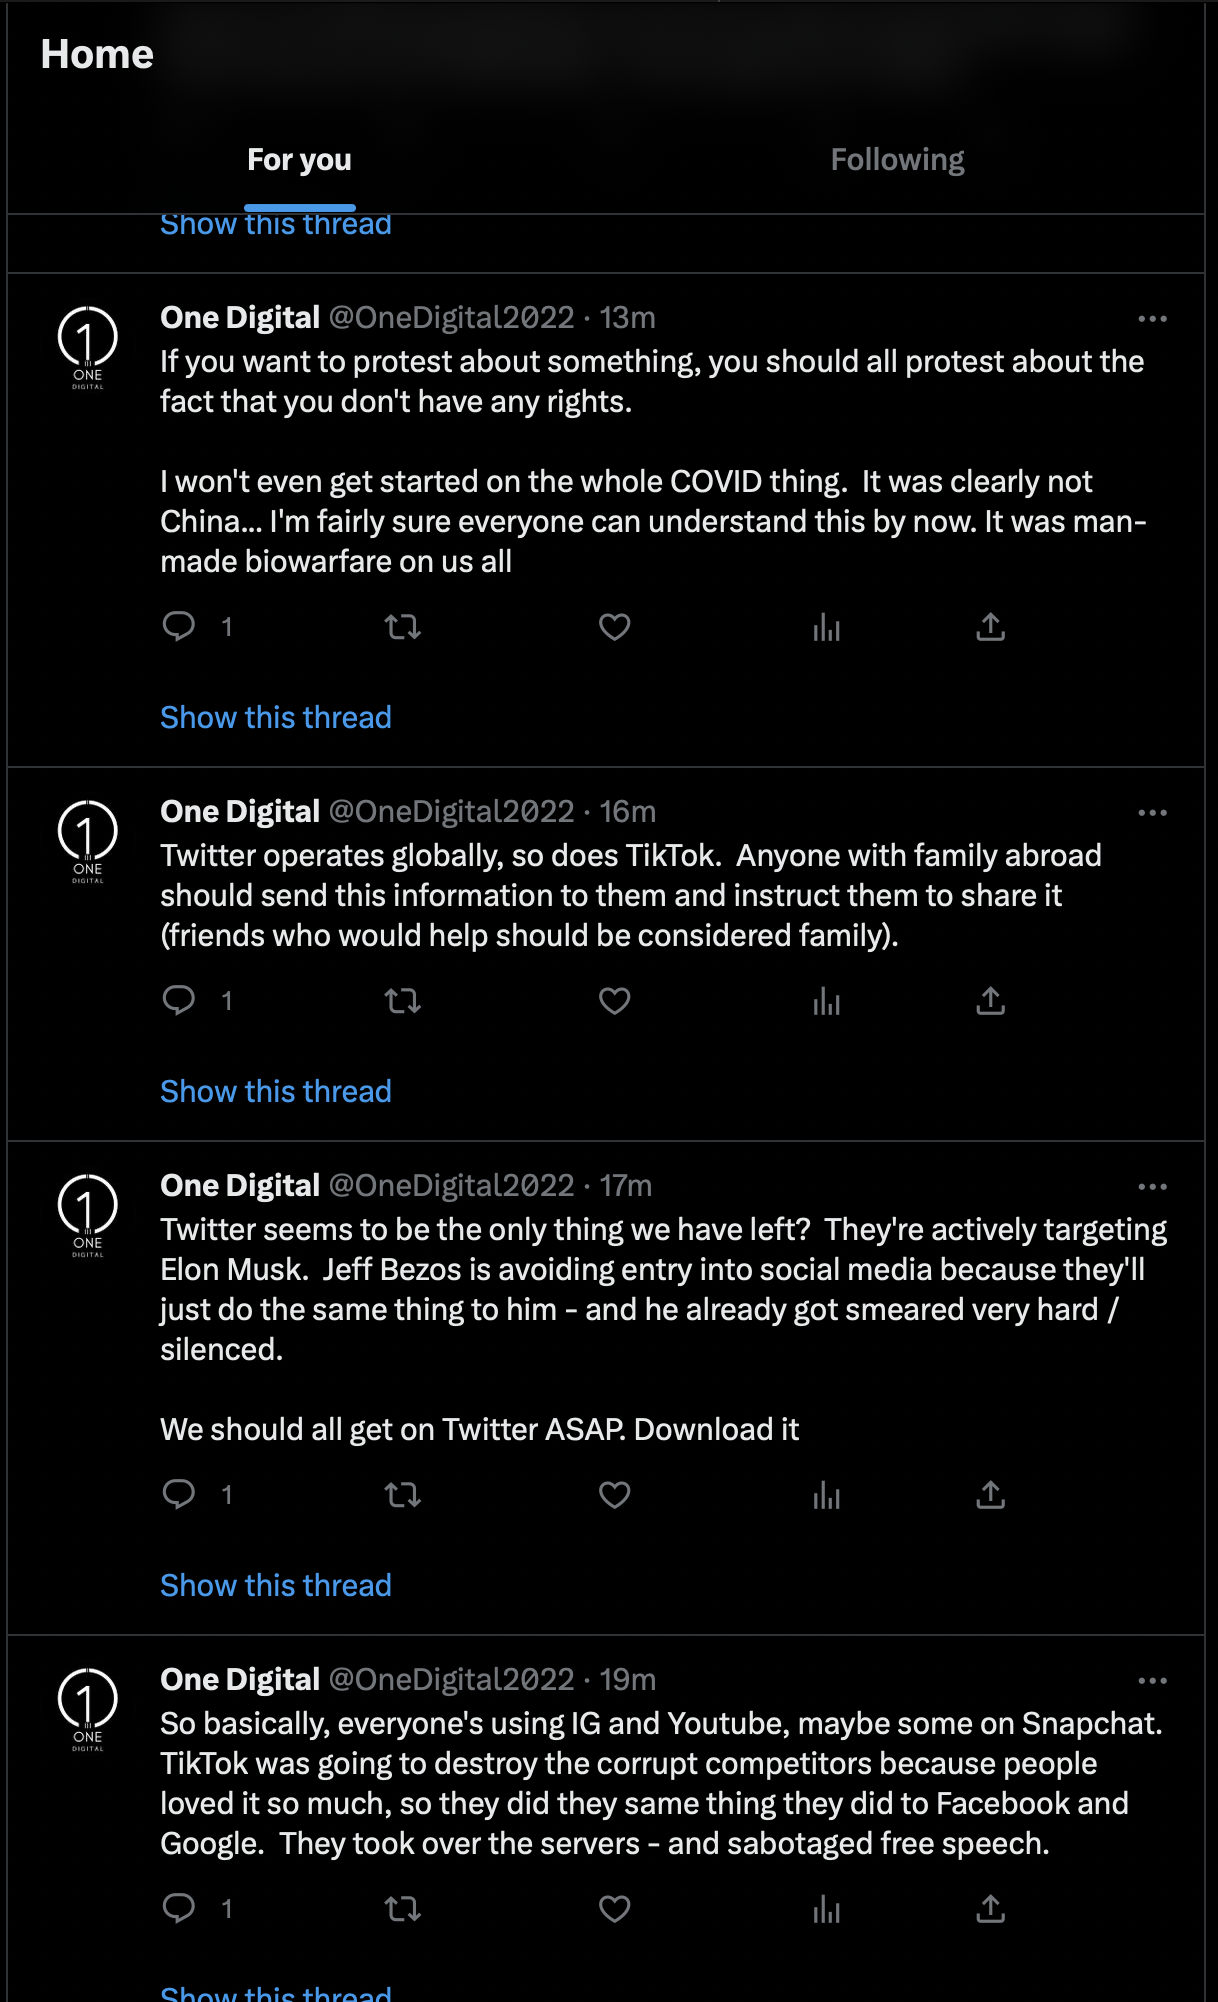 Home
For you
Following
Show this thread
One Digital @OneDigital2022 · 13m
If you want to protest about something, you should all protest about the
fact that you don't have any rights.
I won't even get started on the whole COVID thing.  It was clearly not
China... I'm fairly sure everyone can understand this by now. It was man-
made biowarfare on us all
1
Show this thread
1
ONE
DIGITAL
One Digital @OneDigital2022 · 16m
Twitter operates globally, so does TikTok.  Anyone with family abroad
should send this information to them and instruct them to share it
(friends who would help should be considered family).
1
Show this thread
1
ONE
DIGITAL
One Digital @OneDigital2022 · 17m
Twitter seems to be the only thing we have left?  They're actively targeting
Elon Musk.  Jeff Bezos is avoiding entry into social media because they'll
just do the same thing to him - and he already got smeared very hard /
silenced.
We should all get on Twitter ASAP. Download it
1
Show this thread
1
ONE
DIGITAL
One Digital @OneDigital2022 · 19m
So basically, everyone's using IG and Youtube, maybe some on Snapchat.
TikTok was going to destroy the corrupt competitors because people
loved it so much, so they did they same thing they did to Facebook and
Google.  They took over the servers - and sabotaged free speech.
1
Show this thread
1
ONE
DIGITAL